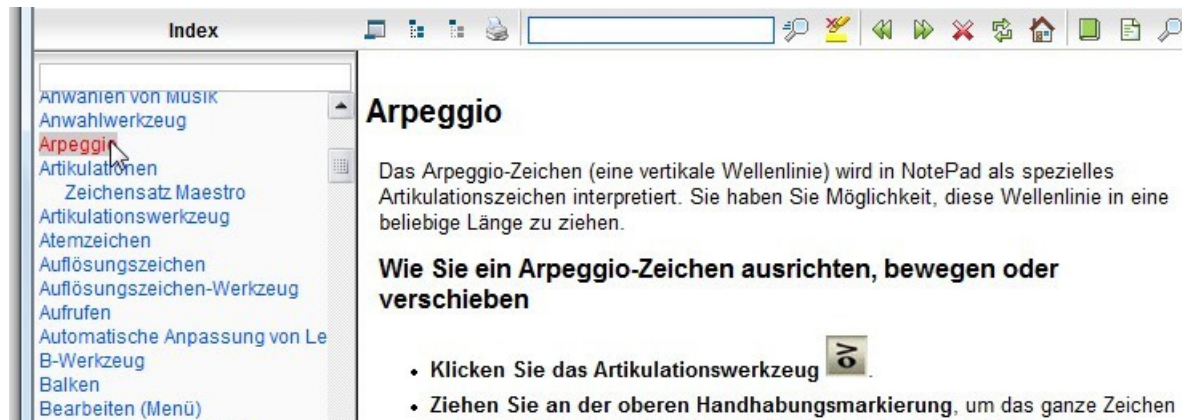 Index
Anwählen von Musik
Anwahlwerkzeug
Arpeggio
Artikulationen
Zeichensatz Maestro
Artikulationswerkzeug
Atemzeichen
Auflösungszeichen
Auflösungszeichen-Werkzeug
Aufrufen
Automatische Anpassung von Le
B-Werkzeug
Balken
Bearbeiten (Menü)
Arpeggio
Das Arpeggio-Zeichen (eine vertikale Wellenlinie) wird in NotePad als spezielles
Artikulationszeichen interpretiert. Sie haben Sie Möglichkeit, diese Wellenlinie in eine
beliebige Länge zu ziehen.
Wie Sie ein Arpeggio-Zeichen ausrichten, bewegen oder
verschieben
• Klicken Sie das Artikulationswerkzeug .
• Ziehen Sie an der oberen Handhabungsmarkierung, um das ganze Zeichen